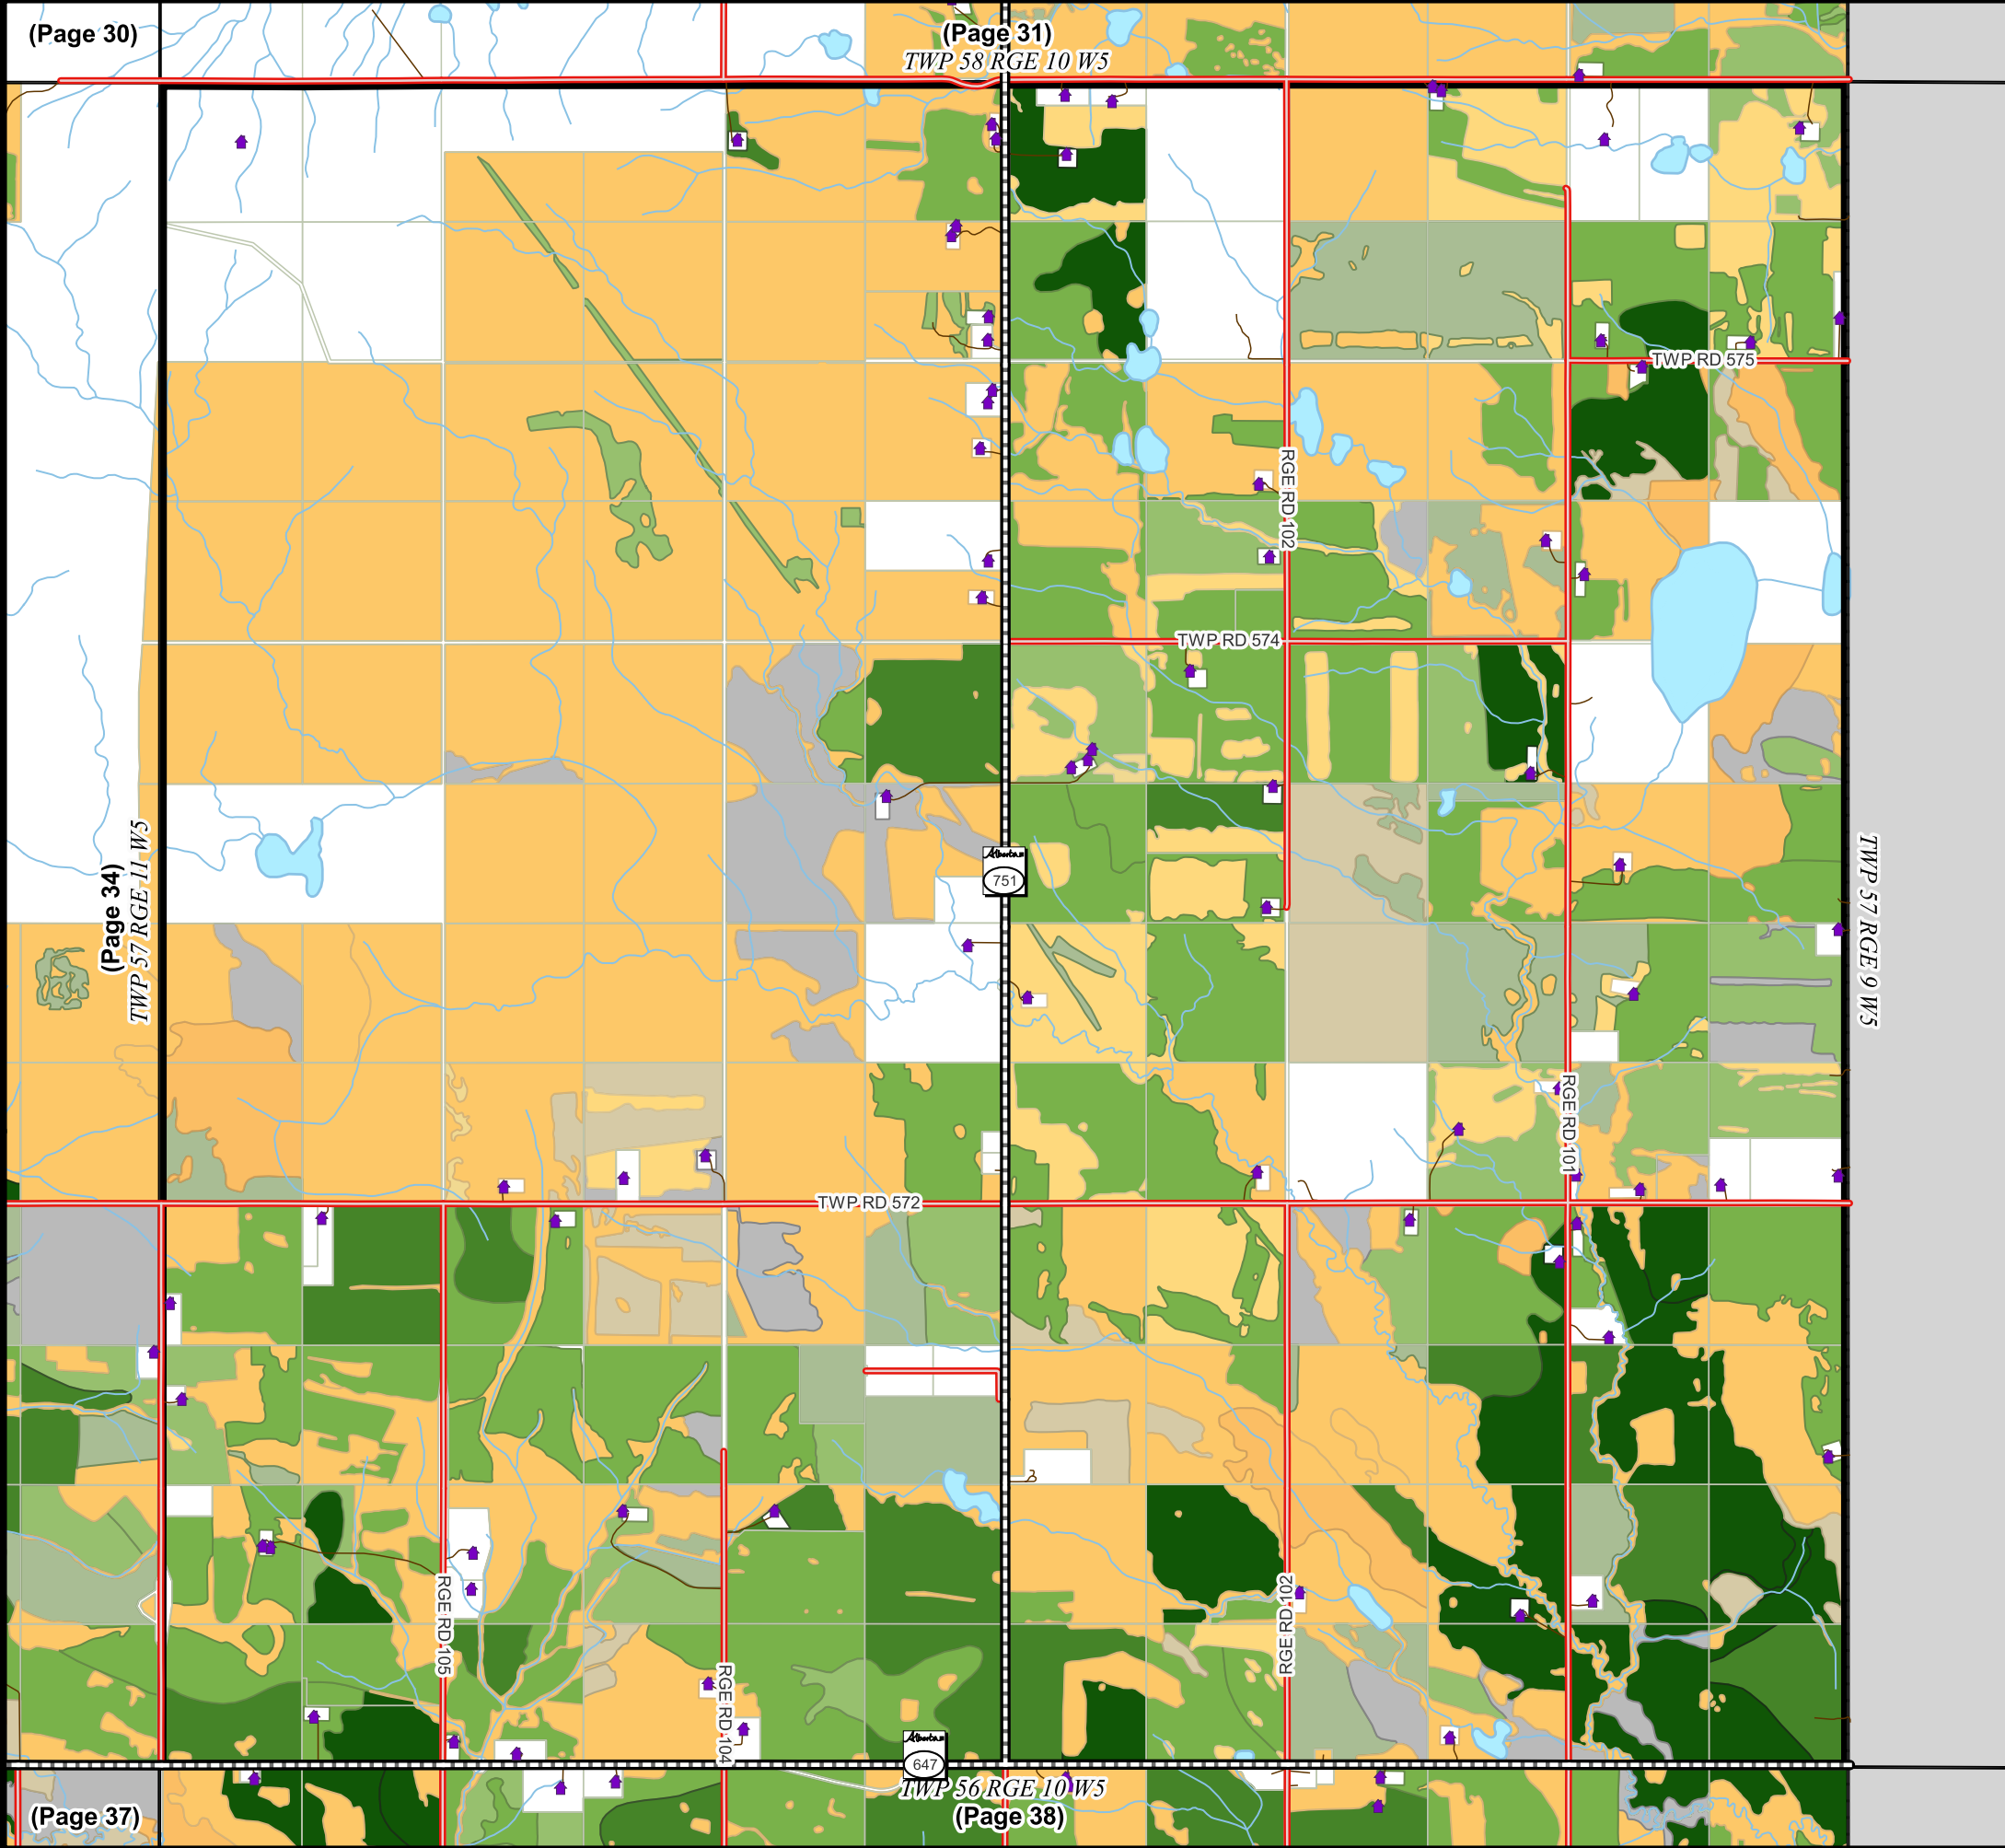 (Page 30)
(Page 31)
TWP 58 RGE 10 W5
TWP RD 575
RGE RD 102
TWP RD 574
(Page 34)
TWP 57 RGE 11 W5
Alberta
751
TWP 57 RGE 9 W5
RGE RD 101
TWP RD 572
RGE RD 105
RGE RD 102
RGE RD 104
Alberta
647
TWP 56 RGE 10 W5
(Page 37)
(Page 38)